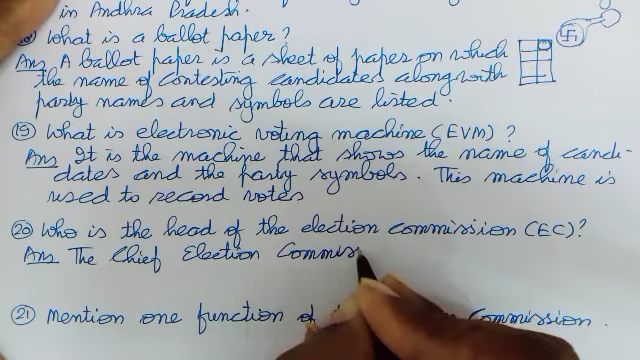 in Andhra Pradesh.
What is a ballot paper?
Ans A ballot paper is a sheet of paper on which
the name of contesting candidates along with
party names and symbols are listed.
19 What is electronic voting machine (EVM)?
Ans It is the machine that shows the name of candi-
dates and the party symbols. This machine is
used to record votes
20 Who is the head of the election commission (EC)?
Ans The Chief Election Commis
21 Mention one function of Commission.